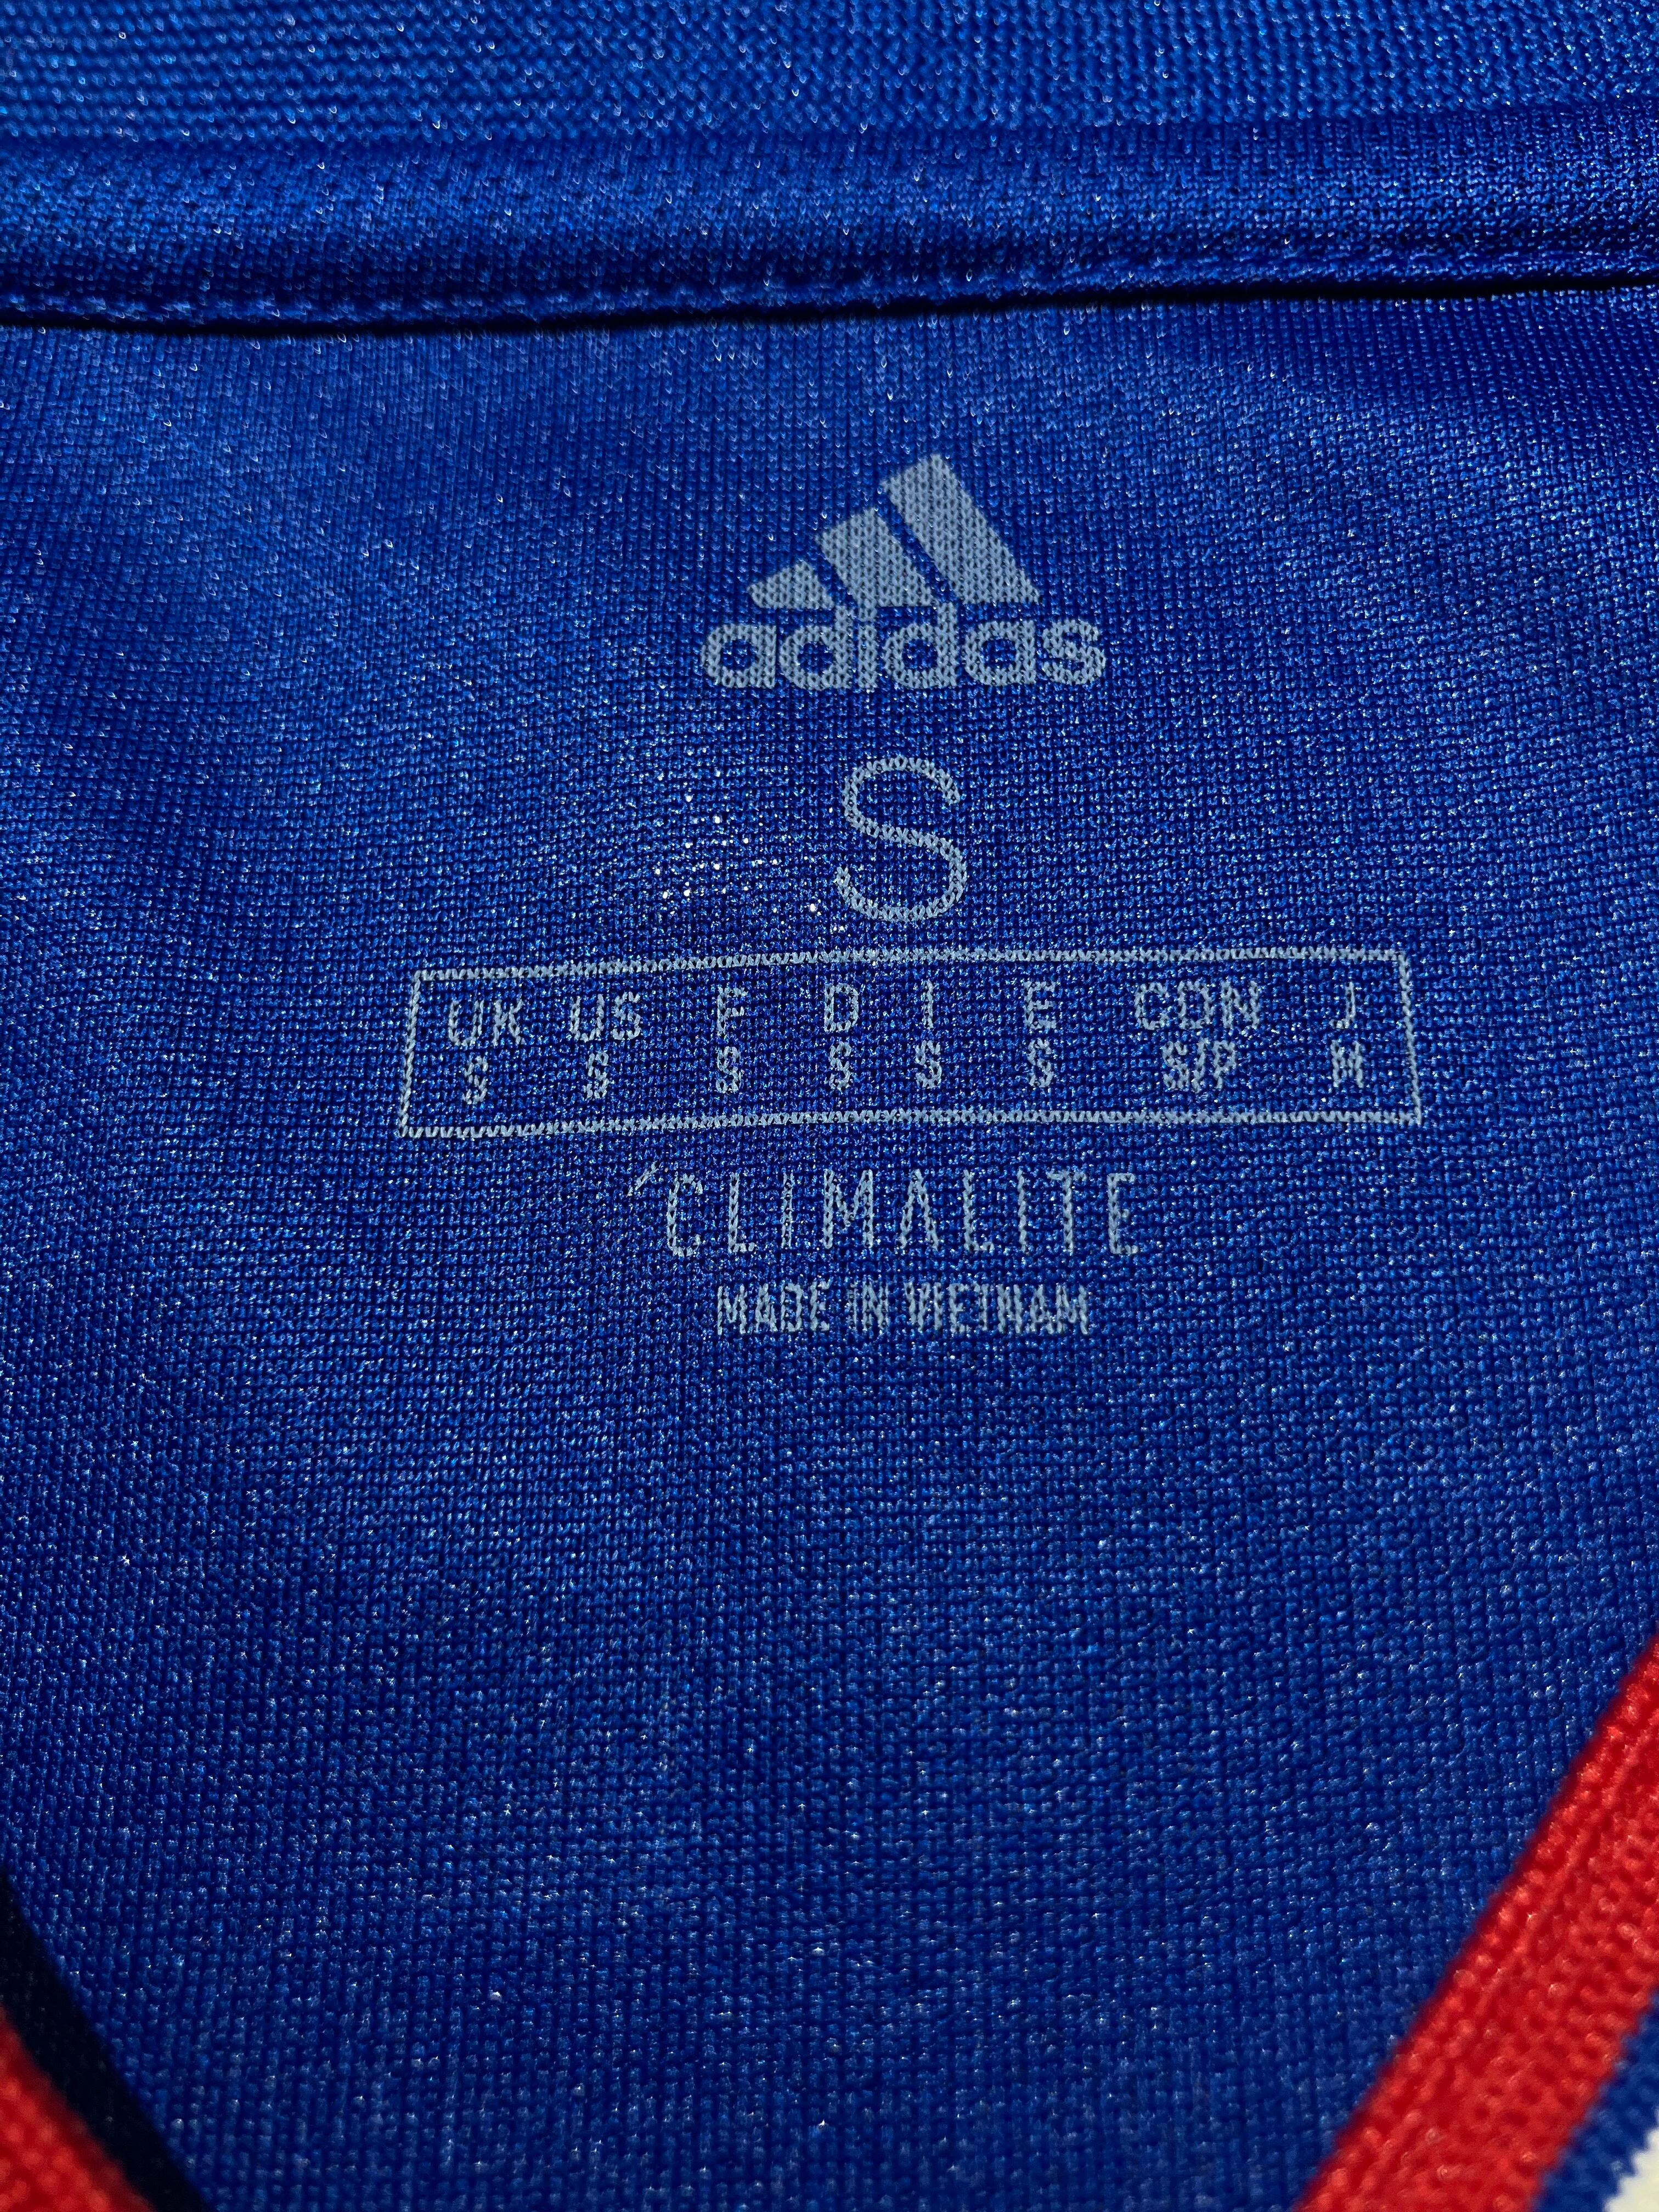 adidas
S
UK US F D I E CDN J
S S S S S S S/P M
CLIMALITE
MADE IN VIETNAM